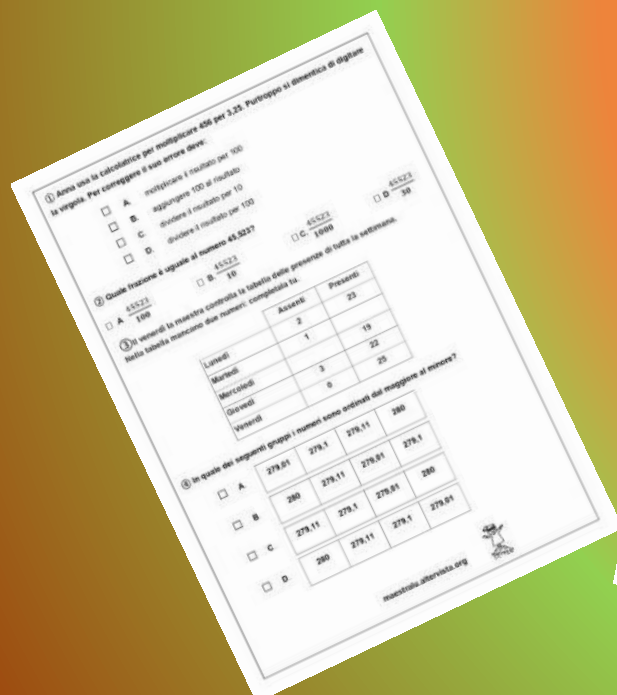 ① Anna usa la calcolatrice per moltiplicare 456 per 3,25. Purtroppo si dimentica di digitare
la virgola. Per correggere il suo errore deve:
A. moltiplicare il risultato per 100
B. aggiungere 100 al risultato
C. dividere il risultato per 10
D. dividere il risultato per 100
② Quale frazione è uguale al numero 45,523?
A 45523/100 B. 45523/10 C. 45523/1000 D 45523/30
③ Il venerdì la maestra controlla la tabella delle presenze di tutta la settimana.
Nella tabella mancano due numeri: completala tu.
Assenti Presenti
Lunedì 2 23
Martedì 1
Mercoledì 19
Giovedì 3 22
Venerdì 0 25
④ In quale dei seguenti gruppi i numeri sono ordinati dal maggiore al minore?
A 279,01 279,1 279,11 280
B 280 279,11 279,01 279,1
C 279,11 279,1 279,01 280
D 280 279,11 279,1 279,01
maestralu.altervista.org